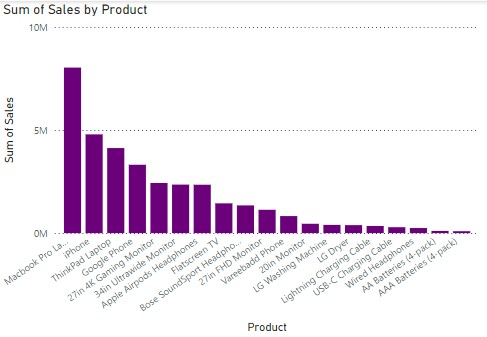 Sum of Sales by Product
10M
5M
0M
Sum of Sales
Macbook Pro La...
iPhone
ThinkPad Laptop
Google Phone
27in 4K Gaming Monitor
34in Ultrawide Monitor
Apple Airpods Headphones
Flatscreen TV
Bose SoundSport Headpho...
27in FHD Monitor
Vareebadd Phone
20in Monitor
LG Washing Machine
LG Dryer
Lightning Charging Cable
USB-C Charging Cable
Wired Headphones
AA Batteries (4-pack)
AAA Batteries (4-pack)
Product